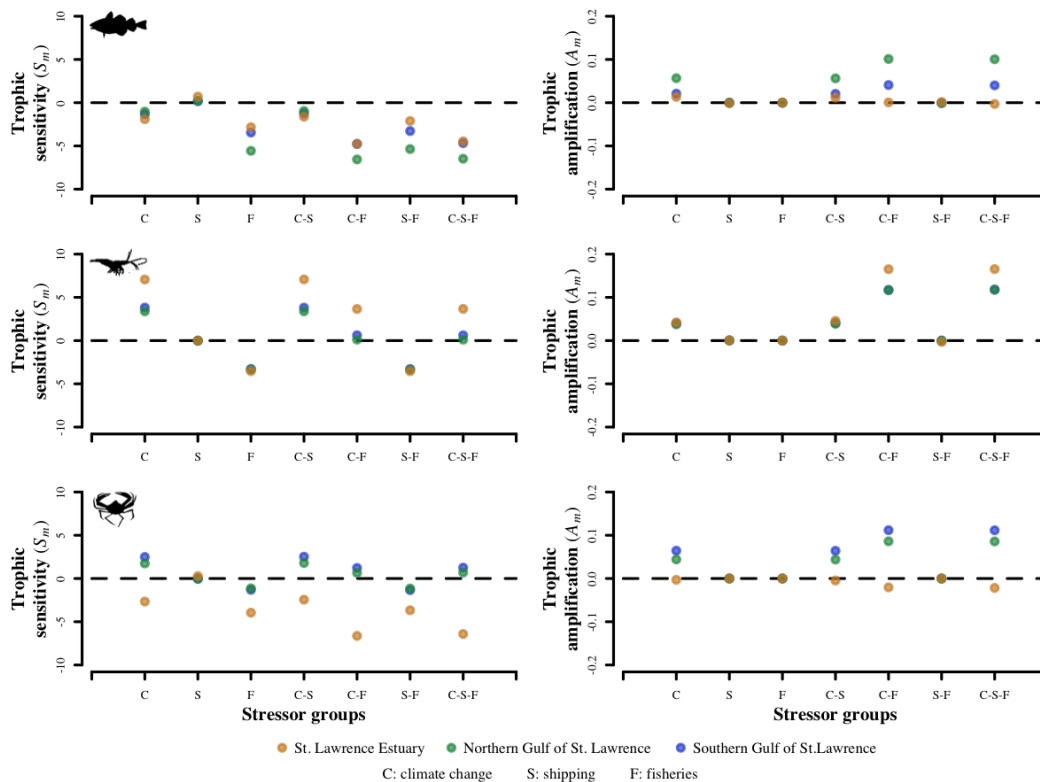 Trophic
sensitivity (Sm)
10
5
0
-5
-10
C S F C-S C-F S-F C-S-F
Trophic
amplification (Am)
0.2
0.1
0.0
-0.1
-0.2
C S F C-S C-F S-F C-S-F
Trophic
sensitivity (Sm)
10
5
0
-5
-10
C S F C-S C-F S-F C-S-F
Trophic
amplification (Am)
0.2
0.1
0.0
-0.1
-0.2
C S F C-S C-F S-F C-S-F
Trophic
sensitivity (Sm)
10
5
0
-5
-10
C S F C-S C-F S-F C-S-F
Stressor groups
Trophic
amplification (Am)
0.2
0.1
0.0
-0.1
-0.2
C S F C-S C-F S-F C-S-F
Stressor groups
St. Lawrence Estuary Northern Gulf of St. Lawrence Southern Gulf of St.Lawrence
C: climate change S: shipping F: fisheries